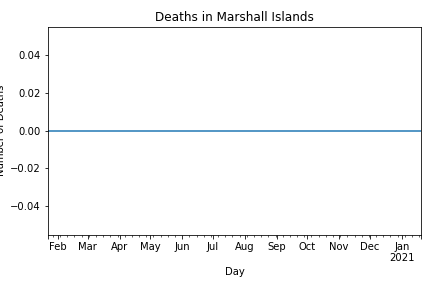 Deaths in Marshall Islands
Number of Deaths
0.04
0.02
0.00
−0.02
−0.04
Feb Mar Apr May Jun Jul Aug Sep Oct Nov Dec Jan
2021
Day